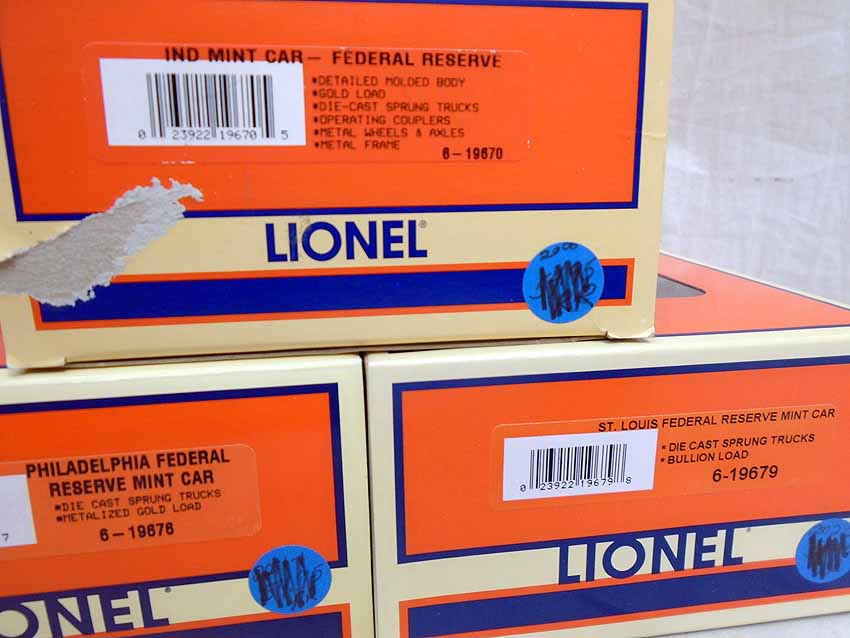 IND MINT CAR — FEDERAL RESERVE
*DETAILED MOLDED BODY
*GOLD LOAD
*DIE-CAST SPRUNG TRUCKS
*OPERATING COUPLERS
*METAL WHEELS & AXLES
*METAL FRAME
6-19670
0 23922 19670 5
LIONEL®
PHILADELPHIA FEDERAL
RESERVE MINT CAR
*DIE CAST SPRUNG TRUCKS
*METALIZED GOLD LOAD
6-19676
7
ONEL
ST. LOUIS FEDERAL RESERVE MINT CAR
* DIE CAST SPRUNG TRUCKS
* BULLION LOAD
6-19679
0 23922 19679 8
LIONEL